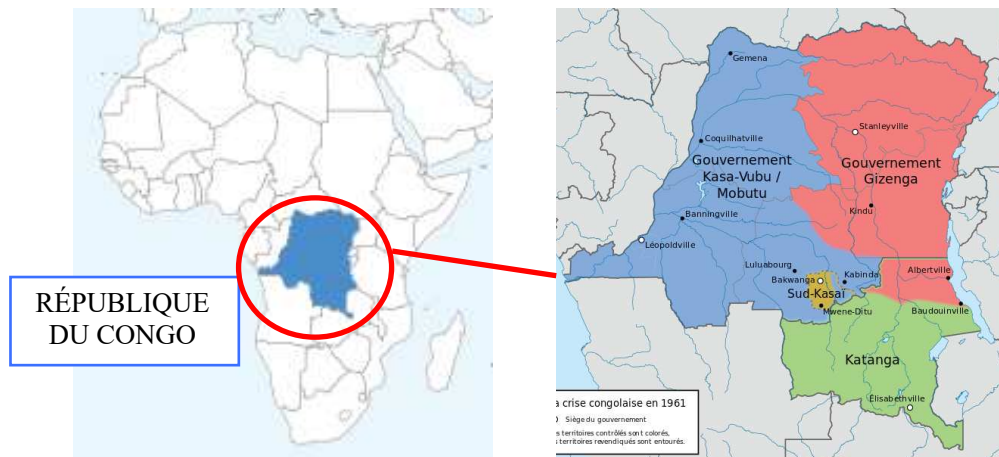 RÉPUBLIQUE
DU CONGO
Gemena
Stanleyville
Coquilhatville
Gouvernement
Kasa-Vubu /
Mobutu
Gouvernement
Gizenga
Kindu
Banningville
Léopoldville
Luluabourg
Bakwanga
Kabinda
Albertville
Sud-Kasaï
Mwene-Ditu
Baudouinville
Katanga
Élisabethville
a crise congolaise en 1961
Siège du gouvernement
es territoires contrôlés sont colorés,
s territoires revendiqués sont entourés.